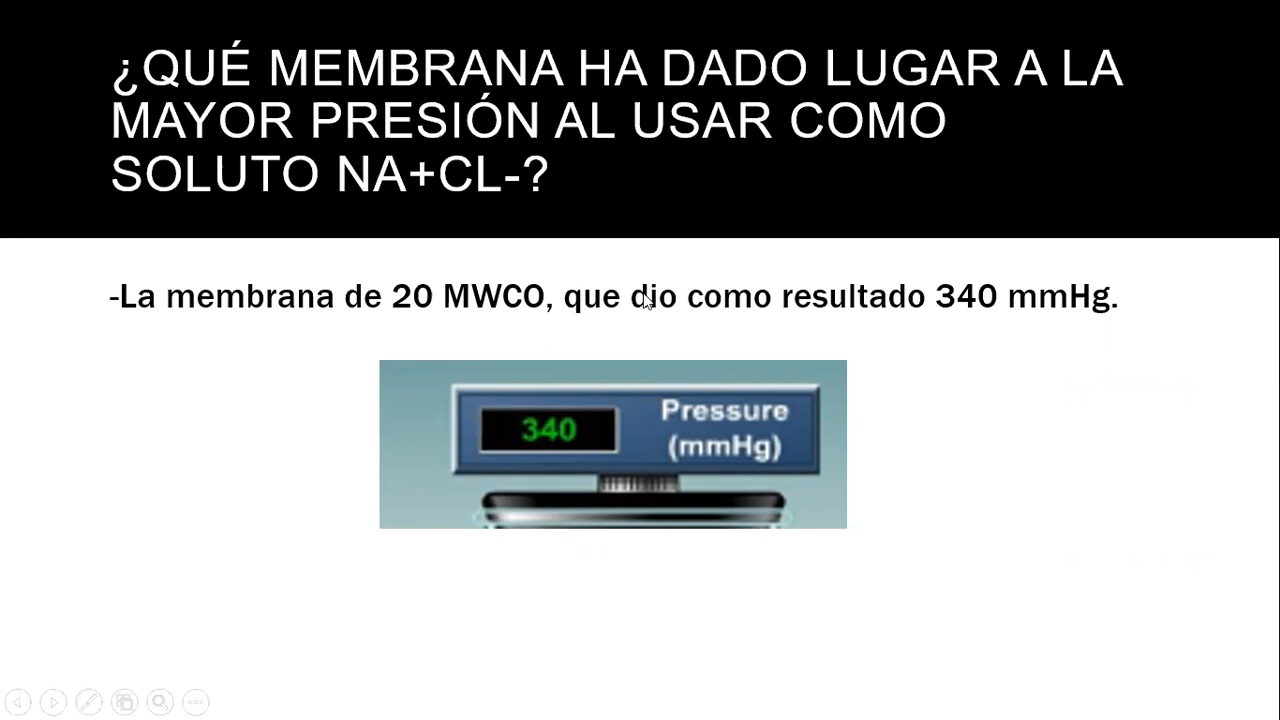 ¿QUÉ MEMBRANA HA DADO LUGAR A LA
MAYOR PRESIÓN AL USAR COMO
SOLUTO NA+CL-?
-La membrana de 20 MWCO, que dio como resultado 340 mmHg.
340
Pressure
(mmHg)